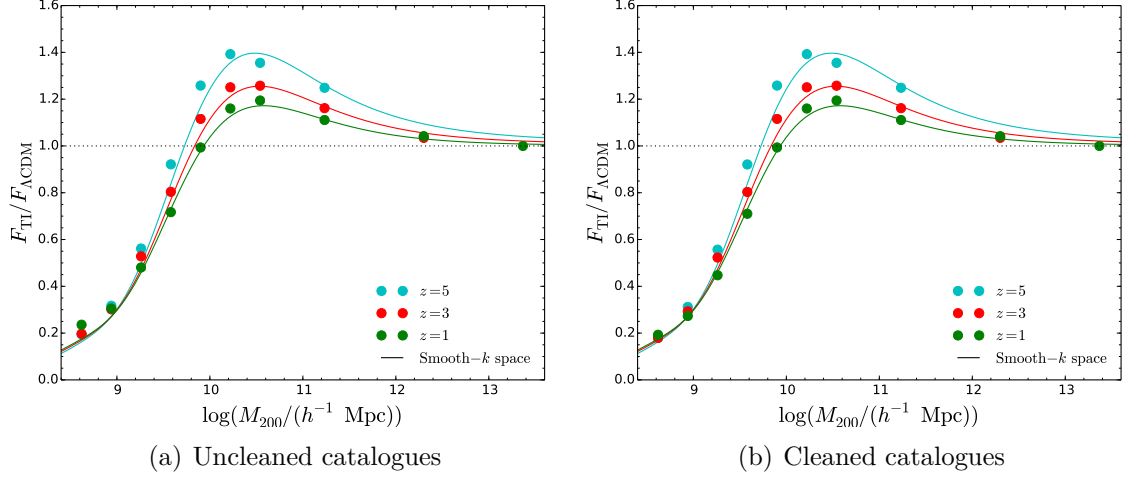 1.6
1.4
1.2
1.0
0.8
0.6
0.4
0.2
0.0
F_TI/F_ΛCDM
9 10 11 12 13
log(M_200/(h^−1 Mpc))
z=5
z=3
z=1
Smooth−k space
(a) Uncleaned catalogues
1.6
1.4
1.2
1.0
0.8
0.6
0.4
0.2
0.0
F_TI/F_ΛCDM
9 10 11 12 13
log(M_200/(h^−1 Mpc))
z=5
z=3
z=1
Smooth−k space
(b) Cleaned catalogues